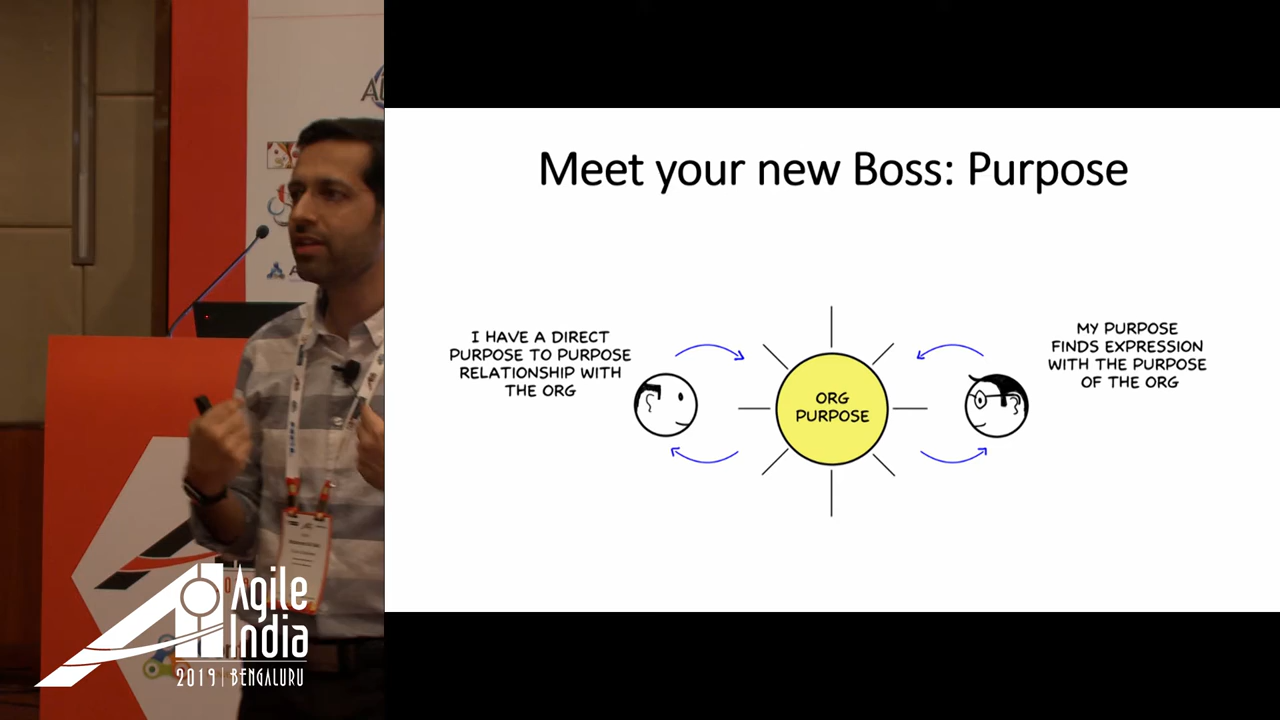 Meet your new Boss: Purpose
I HAVE A DIRECT
PURPOSE TO PURPOSE
RELATIONSHIP WITH
THE ORG
ORG
PURPOSE
MY PURPOSE
FINDS EXPRESSION
WITH THE PURPOSE
OF THE ORG
Agile
India
2019 | BENGALURU